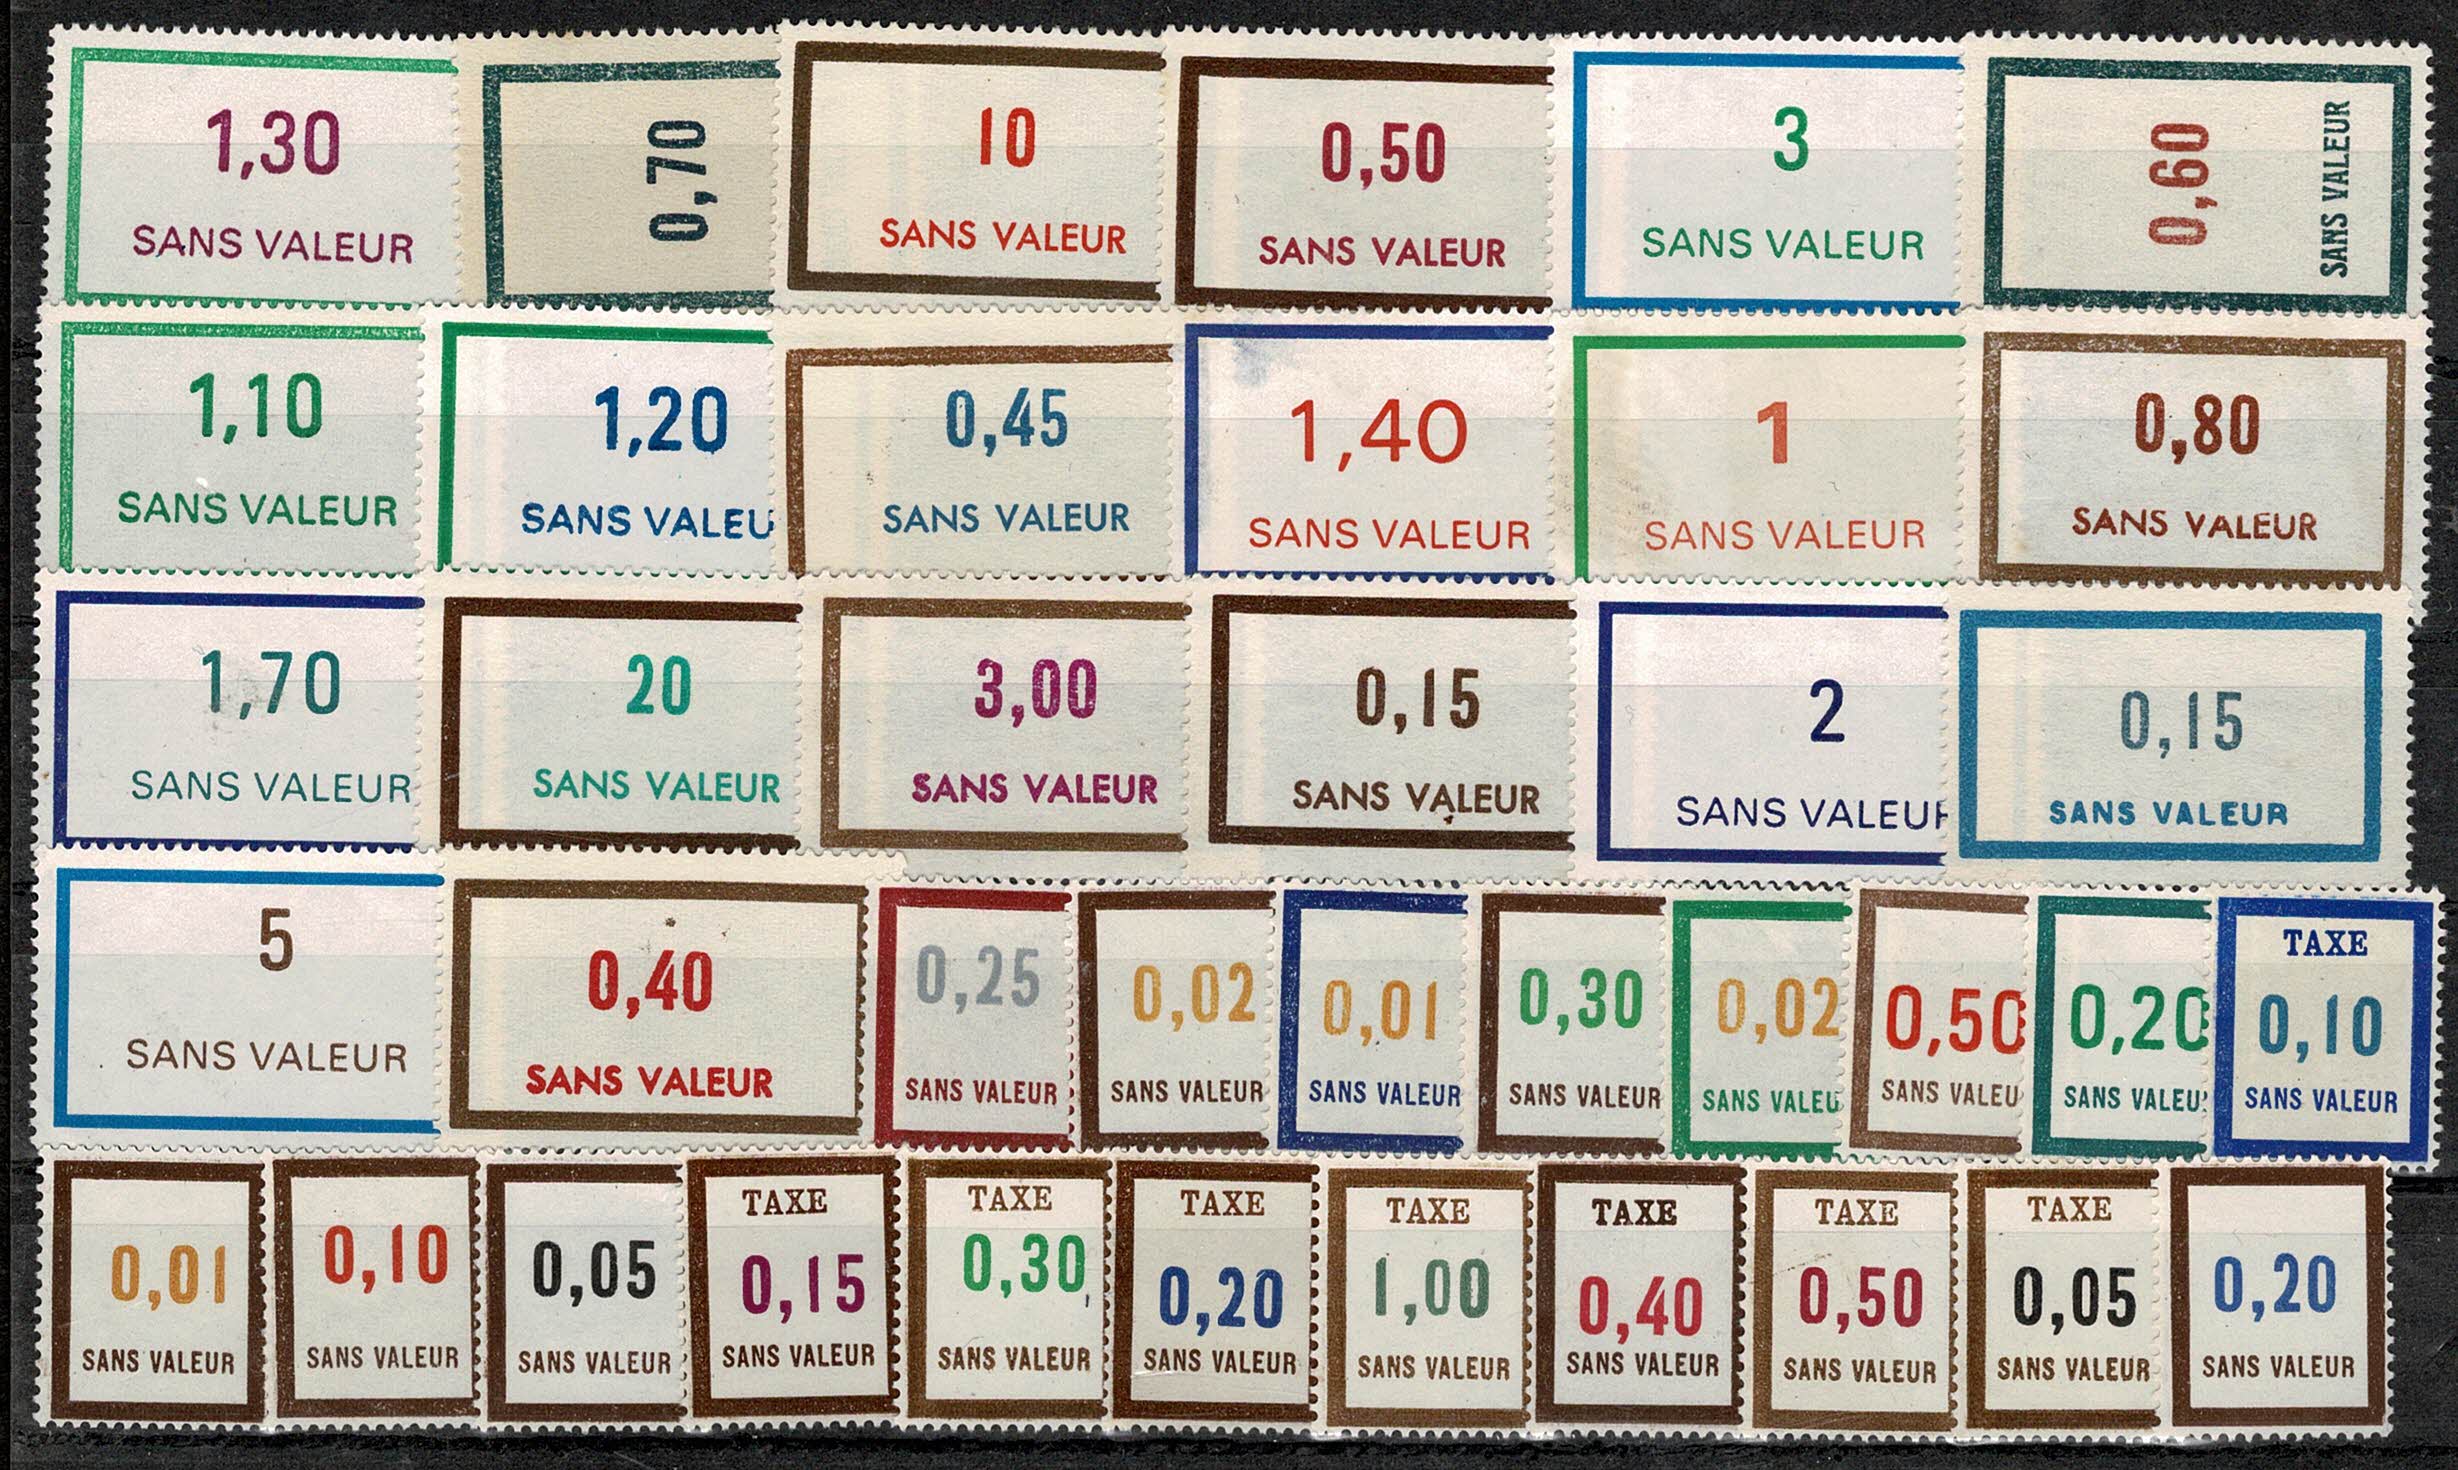 1,30
SANS VALEUR
0,70
10
SANS VALEUR
0,50
SANS VALEUR
3
SANS VALEUR
0,60
SANS VALEUR
1,10
SANS VALEUR
1,20
SANS VALEU
0,45
SANS VALEUR
1,40
SANS VALEUR
1
SANS VALEUR
0,80
SANS VALEUR
1,70
SANS VALEUR
20
SANS VALEUR
3,00
SANS VALEUR
0,15
SANS VALEUR
2
SANS VALEUR
0,15
SANS VALEUR
5
SANS VALEUR
0,40
SANS VALEUR
0,25
SANS VALEUR
0,02
SANS VALEUR
0,01
SANS VALEUR
0,30
SANS VALEUR
0,02
SANS VALEU
0,50
SANS VALEU
0,20
SANS VALEU
TAXE
0,10
SANS VALEUR
0,01
SANS VALEUR
0,10
SANS VALEUR
0,05
SANS VALEUR
TAXE
0,15
SANS VALEUR
TAXE
0,30
SANS VALEUR
TAXE
0,20
SANS VALEUR
TAXE
1,00
SANS VALEUR
TAXE
0,40
SANS VALEUR
TAXE
0,50
SANS VALEUR
TAXE
0,05
SANS VALEUR
0,20
SANS VALEUR